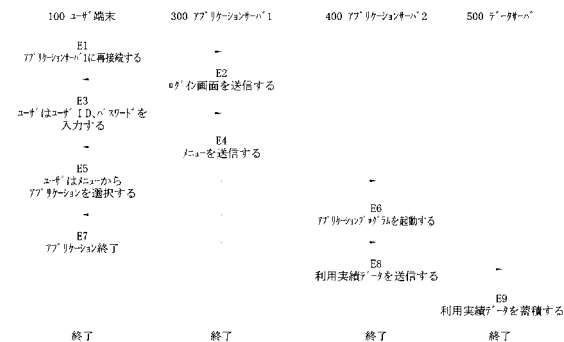 100 ユーザ端末 300 アプリケーションサーバ1 400 アプリケーションサーバ2 500 データサーバ
E1
アプリケーションサーバ1に再接続する
E2
ログイン画面を送信する
E3
ユーザはユーザID、パスワードを
入力する
E4
メニューを送信する
E5
ユーザはメニューから
アプリケーションを選択する
E6
アプリケーションプログラムを起動する
E7
アプリケーション終了
E8
利用実績データを送信する
E9
利用実績データを蓄積する
終了 終了 終了 終了